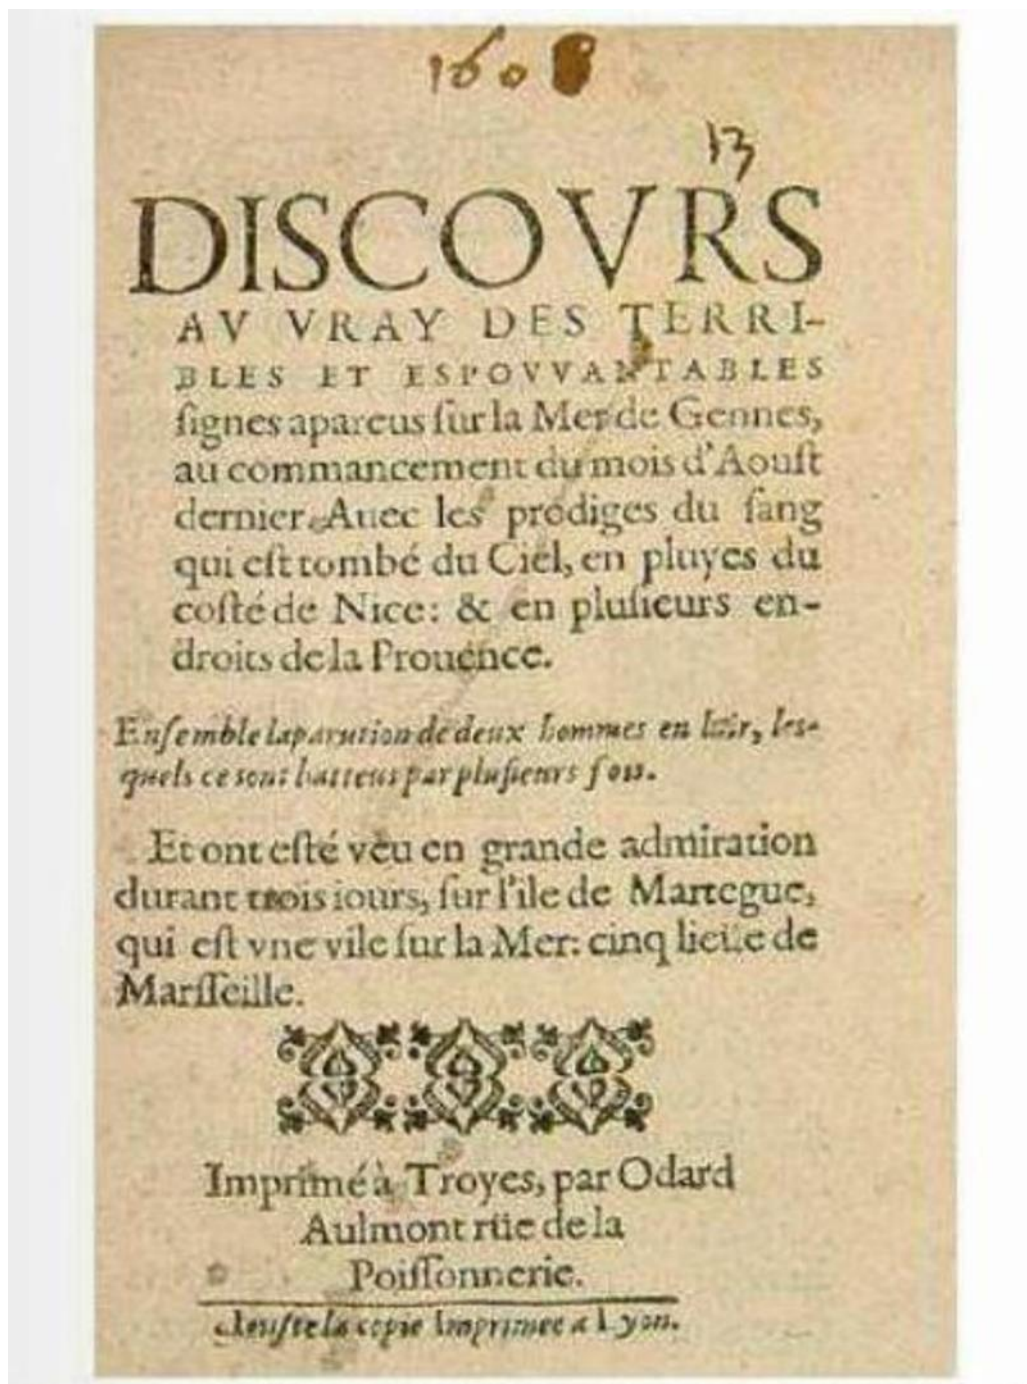 1608
13
DISCOVRS
AV VRAY DES TERRI-
BLES ET ESPOVVANTABLES
ſignes apareus ſur la Mer de Gennes,
au commancement du mois d'Aouſt
dernier. Auec les prodiges du ſang
qui eſt tombé du Ciel, en pluyes du
coſté de Nice: & en pluſieurs en-
droits de la Prouence.
Enſemble laparution de deux hommes en lair, leſ-
quels ce sont batteus par pluſieurs fois.
Et ont eſté vèu en grande admiration
durant trois iours, ſur l'ile de Martegue,
qui eſt vne vile ſur la Mer: cinq lieüe de
Marſſeille.
Imprimé à Troyes, par Odard
Aulmont rüe de la
Poiſſonnerie.
Iouſte la copie Imprimee a Lyon.